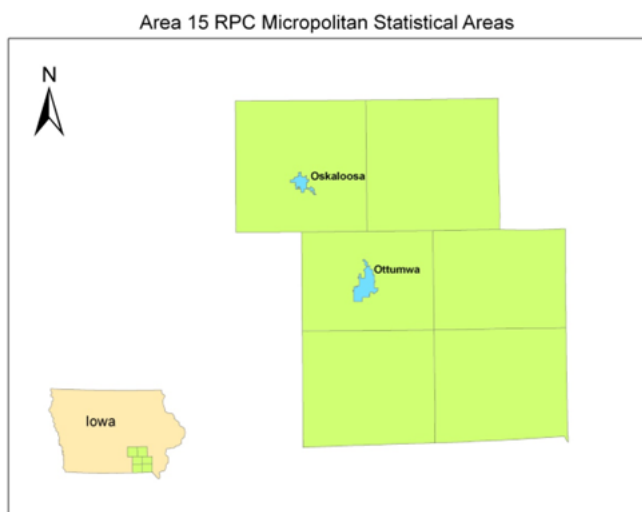 Area 15 RPC Micropolitan Statistical Areas
N
Oskaloosa
Ottumwa
Iowa